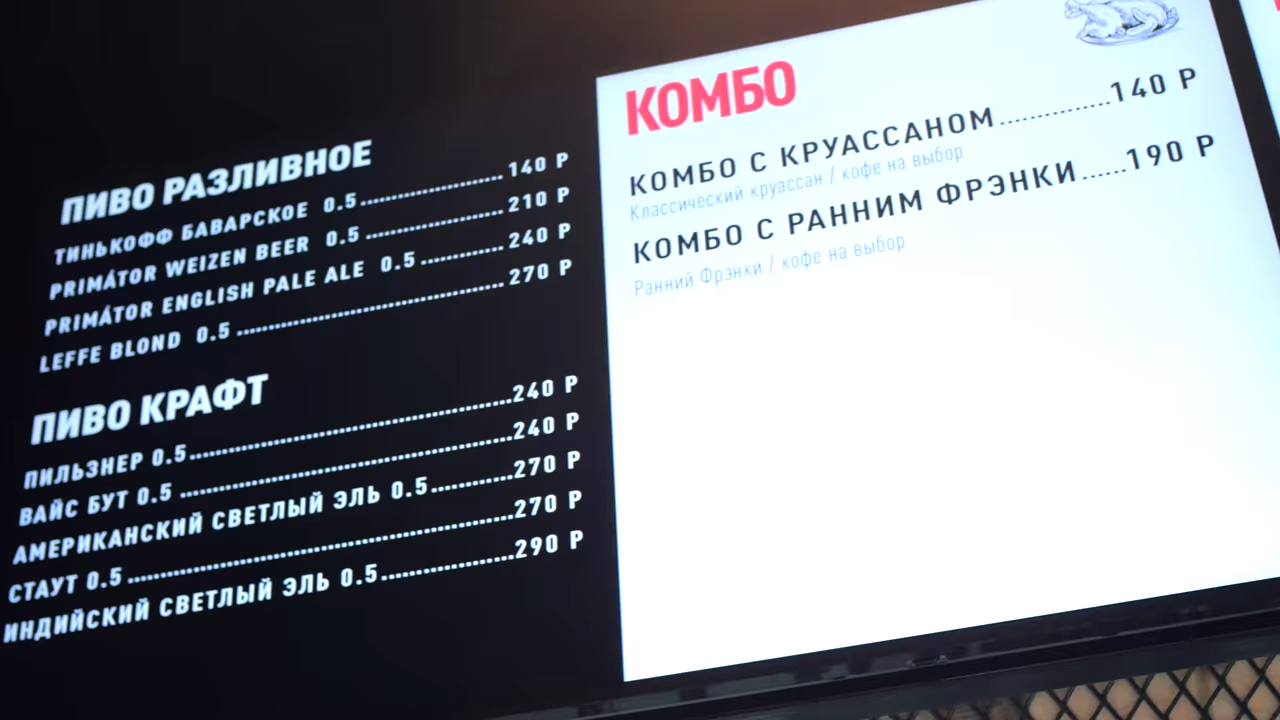 ПИВО РАЗЛИВНОЕ
ТИНЬКОФФ БАВАРСКОЕ 0.5........................140 Р
PRIMÁTOR WEIZEN BEER 0.5........................210 Р
PRIMÁTOR ENGLISH PALE ALE 0.5..............240 Р
LEFFE BLOND 0.5.............................................270 Р
ПИВО КРАФТ
ПИЛЬЗНЕР 0.5...................................................240 Р
ВАЙС БУТ 0.5....................................................240 Р
АМЕРИКАНСКИЙ СВЕТЛЫЙ ЭЛЬ 0.5.............270 Р
СТАУТ 0.5............................................................270 Р
ИНДИЙСКИЙ СВЕТЛЫЙ ЭЛЬ 0.5.....................290 Р
КОМБО
КОМБО С КРУАССАНОМ...............140 Р
Классический круассан / кофе на выбор
КОМБО С РАННИМ ФРЭНКИ......190 Р
Ранний Фрэнки / кофе на выбор